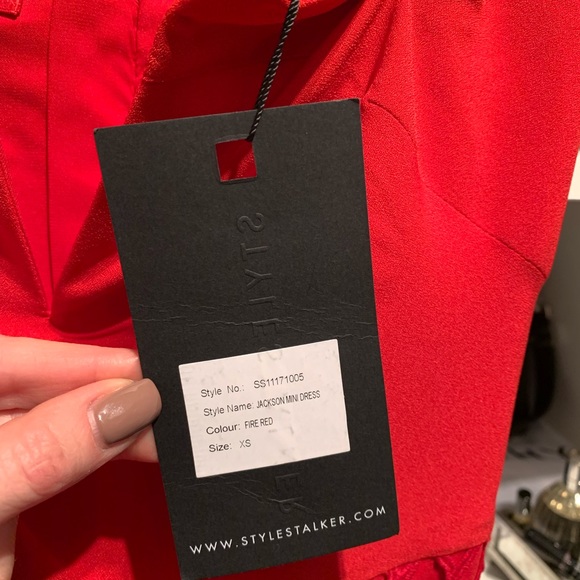 Style No.: SS11171005
Style Name: JACKSON MINI DRESS
Colour: FIRE RED
Size: XS
WWW.STYLESTALKER.COM